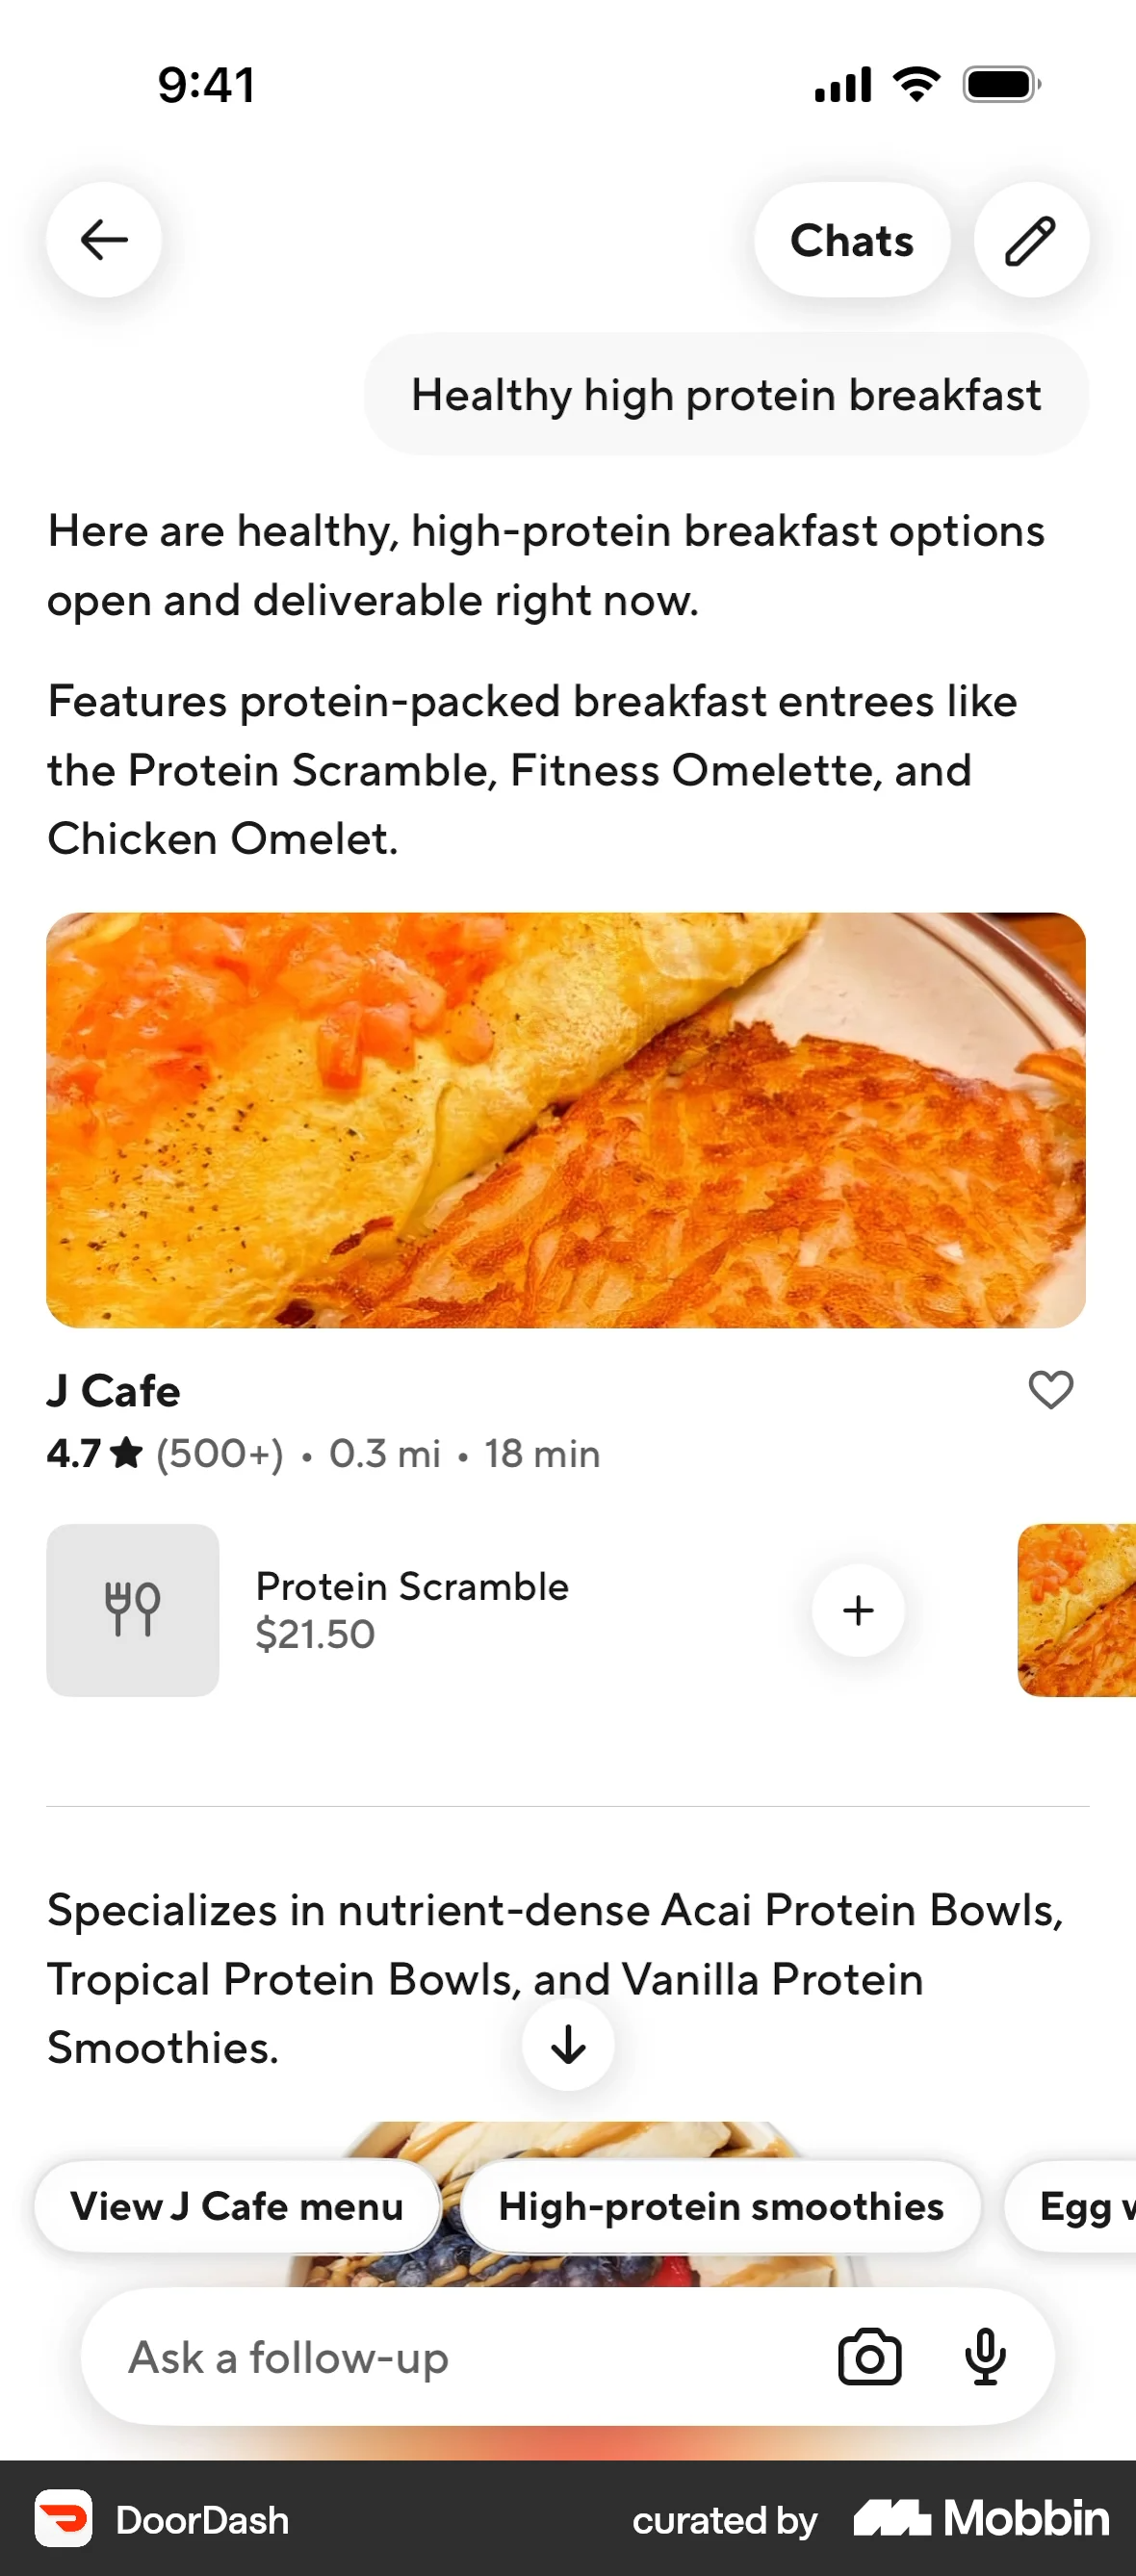 9:41
Chats
Healthy high protein breakfast
Here are healthy, high-protein breakfast options
open and deliverable right now.
Features protein-packed breakfast entrees like
the Protein Scramble, Fitness Omelette, and
Chicken Omelet.
J Cafe
4.7★ (500+) • 0.3 mi • 18 min
Protein Scramble
$21.50
Specializes in nutrient-dense Acai Protein Bowls,
Tropical Protein Bowls, and Vanilla Protein
Smoothies.
View J Cafe menu
High-protein smoothies
Egg
Ask a follow-up
DoorDash
curated by Mobbin